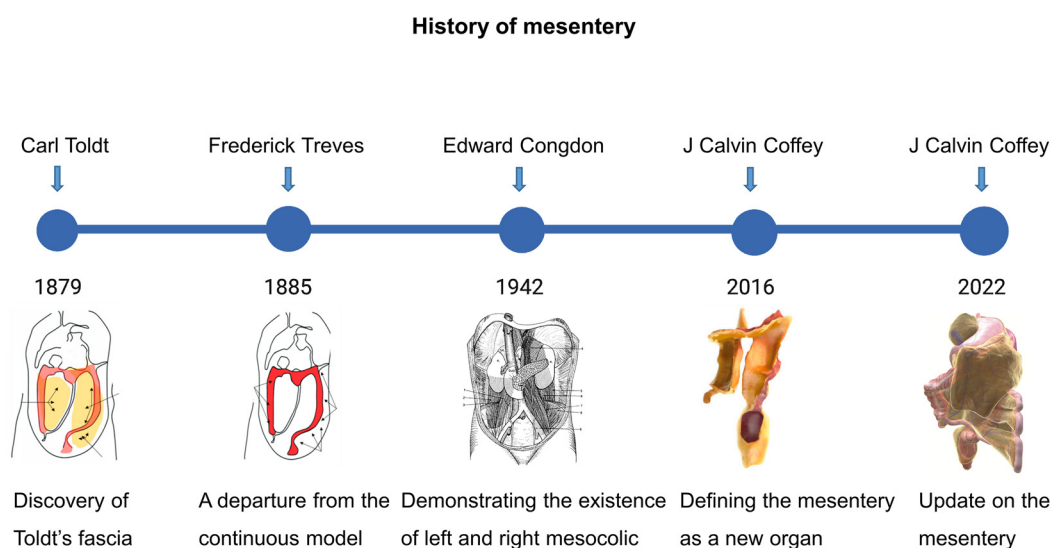 History of mesentery
Carl Toldt
Frederick Treves
Edward Congdon
J Calvin Coffey
J Calvin Coffey
1879
1885
1942
2016
2022
Discovery of
Toldt's fascia
A departure from the
continuous model
Demonstrating the existence
of left and right mesocolic
Defining the mesentery
as a new organ
Update on the
mesentery